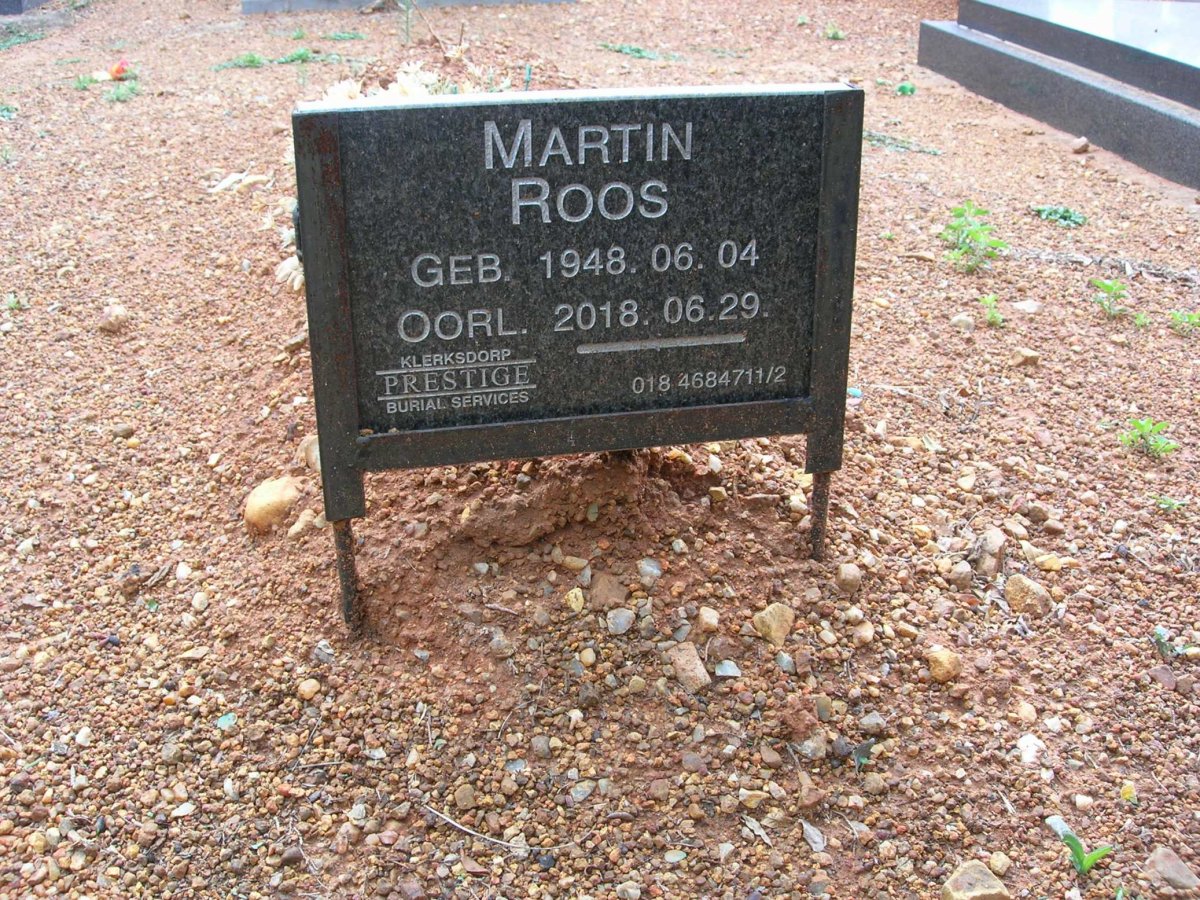 MARTIN
ROOS
GEB. 1948. 06. 04
OORL. 2018. 06.29.
KLERKSDORP
PRESTIGE
BURIAL SERVICES
018 4684711/2